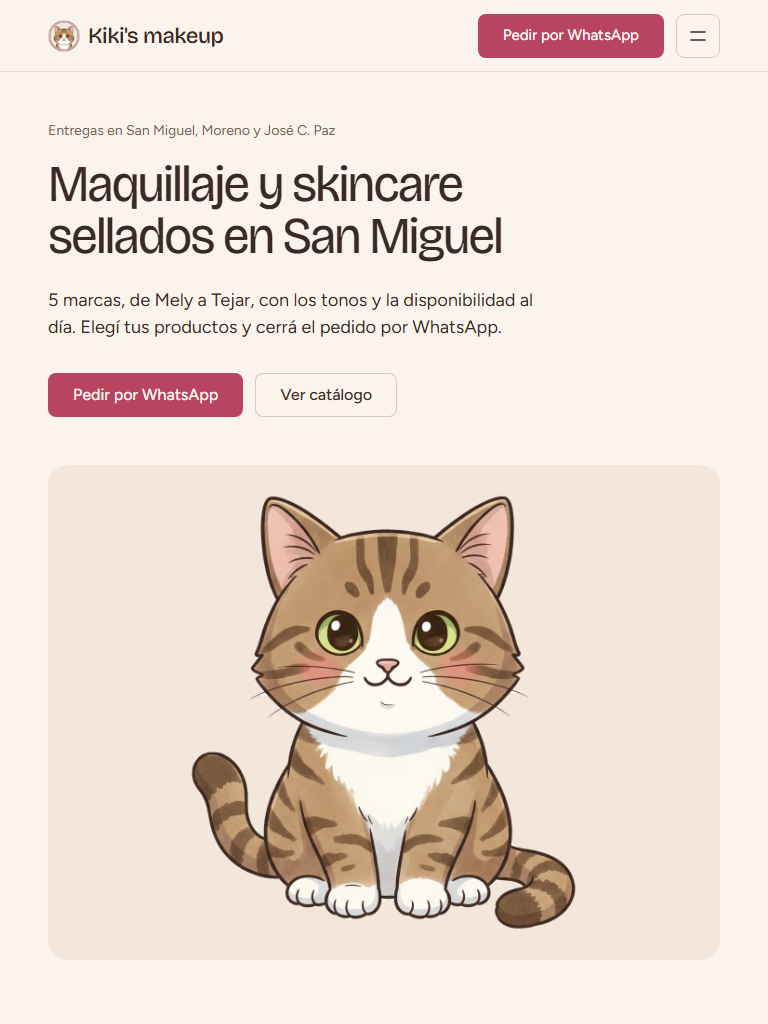 Kiki's makeup
Pedir por WhatsApp
Entregas en San Miguel, Moreno y José C. Paz
Maquillaje y skincare
sellados en San Miguel
5 marcas, de Mely a Tejar, con los tonos y la disponibilidad al
día. Elegí tus productos y cerrá el pedido por WhatsApp.
Pedir por WhatsApp
Ver catálogo